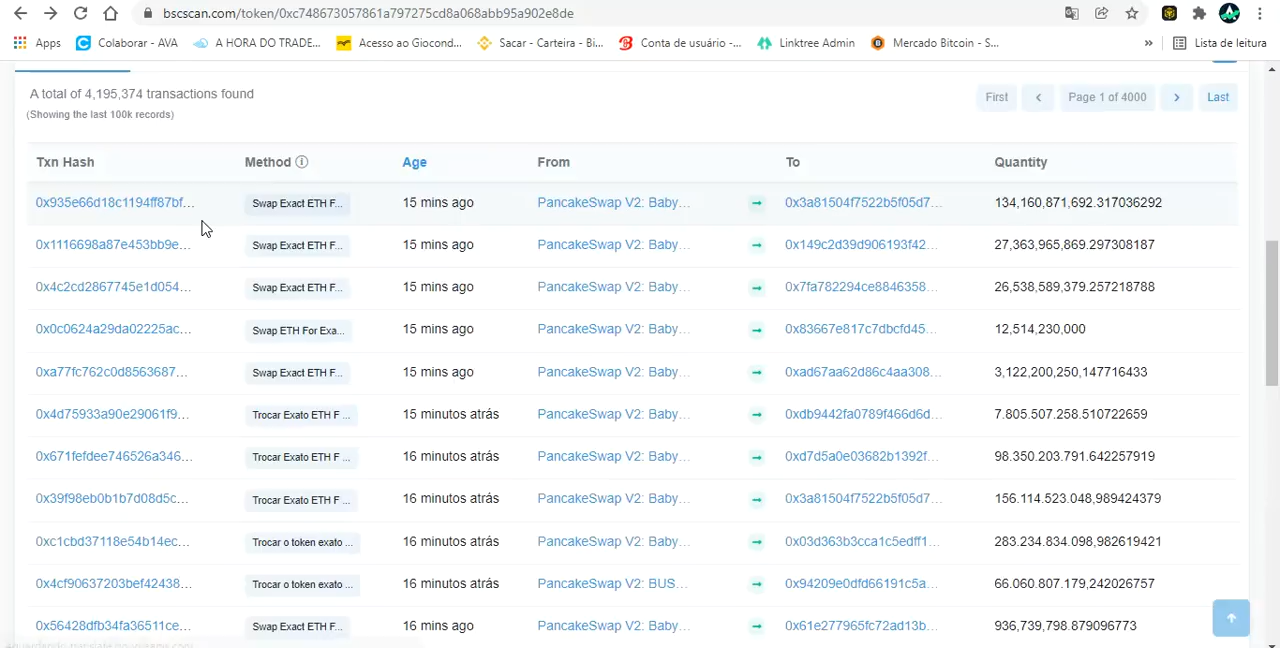 bscscan.com/token/0xc748673057861a797275cd8a068abb95a902e8de
Apps Colaborar - AVA A HORA DO TRADE... Acesso ao Giocond... Sacar - Carteira - Bi... Conta de usuário -... Linktree Admin Mercado Bitcoin - S... » Lista de leitura
A total of 4,195,374 transactions found
(Showing the last 100k records)
First Page 1 of 4000 Last
Txn Hash Method Age From To Quantity
0x935e66d18c1194ff87bf... Swap Exact ETH F... 15 mins ago PancakeSwap V2: Baby... 0x3a81504f7522b5f05d7... 134,160,871,692.317036292
0x1116698a87e453bb9e... Swap Exact ETH F... 15 mins ago PancakeSwap V2: Baby... 0x149c2d39d906193f42... 27,363,965,869.297308187
0x4c2cd2867745e1d054... Swap Exact ETH F... 15 mins ago PancakeSwap V2: Baby... 0x7fa782294ce8846358... 26,538,589,379.257218788
0x0c0624a29da02225ac... Swap ETH For Exa... 15 mins ago PancakeSwap V2: Baby... 0x83667e817c7dbcfd45... 12,514,230,000
0xa77fc762c0d8563687... Swap Exact ETH F... 15 mins ago PancakeSwap V2: Baby... 0xad67aa62d86c4aa308... 3,122,200,250,147716433
0x4d75933a90e29061f9... Trocar Exato ETH F ... 15 minutos atrás PancakeSwap V2: Baby... 0xdb9442fa0789f466d6d... 7.805.507.258.510722659
0x671fefdee746526a346... Trocar Exato ETH F ... 16 minutos atrás PancakeSwap V2: Baby... 0xd7d5a0e03682b1392f... 98.350.203.791.642257919
0x39f98eb0b1b7d08d5c... Trocar Exato ETH F ... 16 minutos atrás PancakeSwap V2: Baby... 0x3a81504f7522b5f05d7... 156.114.523.048,989424379
0xc1cbd37118e54b14ec... Trocar o token exato ... 16 minutos atrás PancakeSwap V2: Baby... 0x03d363b3cca1c5edff1... 283.234.834.098,982619421
0x4cf90637203bef42438... Trocar o token exato ... 16 minutos atrás PancakeSwap V2: BUS... 0x94209e0dfd66191c5a... 66.060.807.179,242026757
0x56428dfb34fa36511ce... Swap Exact ETH F... 16 mins ago PancakeSwap V2: Baby... 0x61e277965fc72ad13b... 936,739,798.879096773